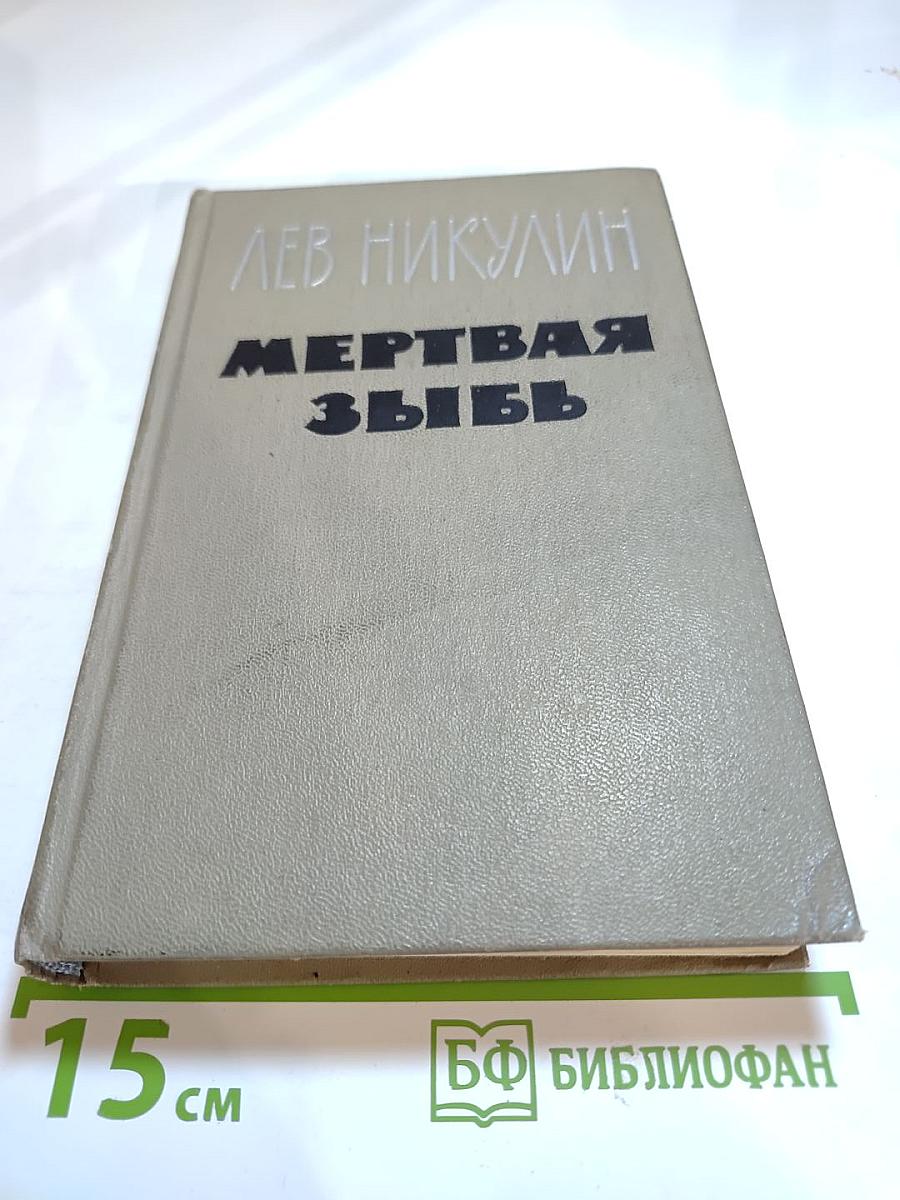 ЛЕВ НИКУЛИН
МЕРТВАЯ
ЗЫБЬ
15 см
БФ БИБЛИОФАН